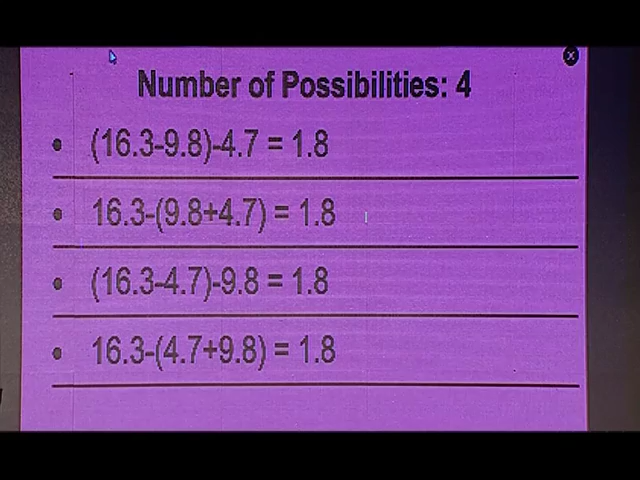 Number of Possibilities: 4
(16.3-9.8)-4.7 = 1.8
16.3-(9.8+4.7) = 1.8
(16.3-4.7)-9.8 = 1.8
16.3-(4.7+9.8) = 1.8